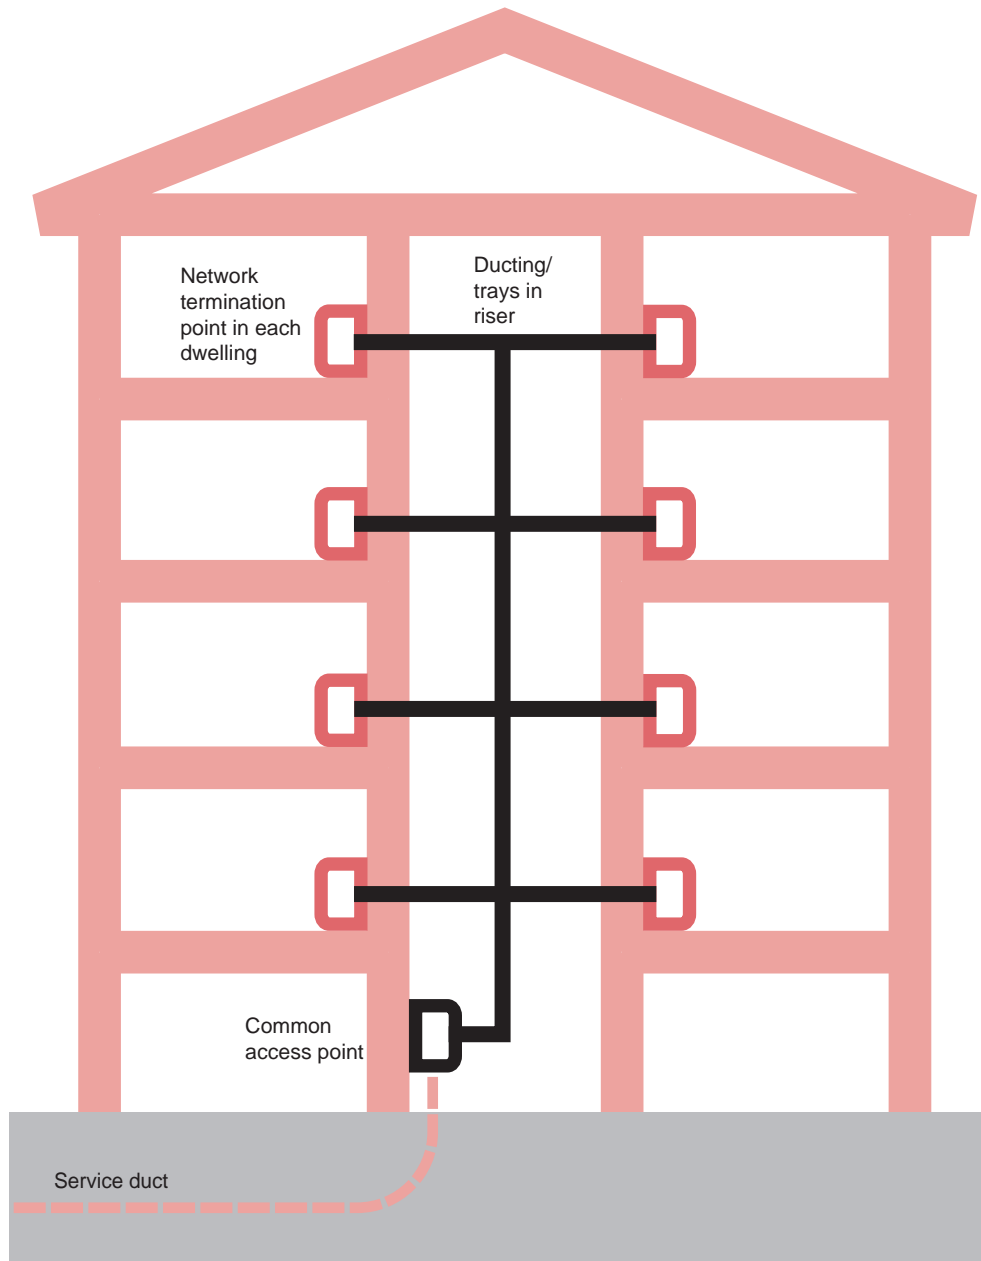 Network
termination
point in each
dwelling
Ducting/
trays in
riser
Common
access point
Service duct